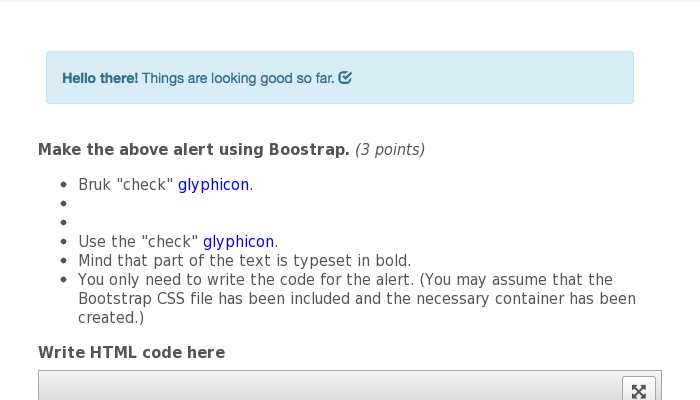 Hello there! Things are looking good so far.
Make the above alert using Boostrap. (3 points)
Bruk "check" glyphicon.
Use the "check" glyphicon.
Mind that part of the text is typeset in bold.
You only need to write the code for the alert. (You may assume that the
Bootstrap CSS file has been included and the necessary container has been
created.)
Write HTML code here